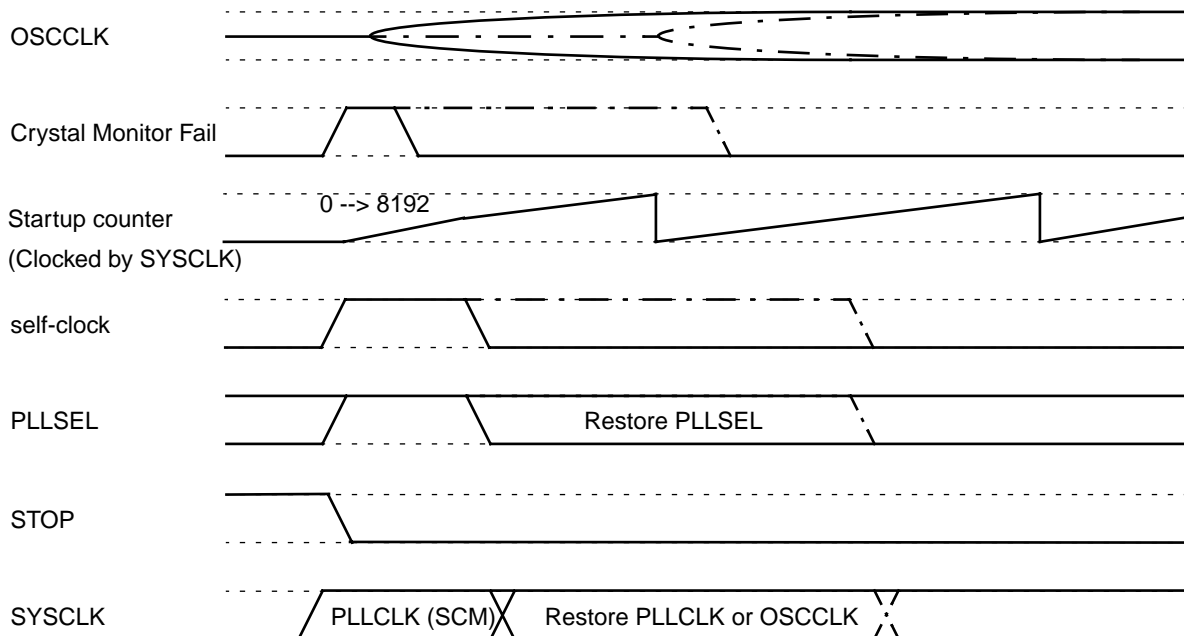 OSCCLK
Crystal Monitor Fail
0 --> 8192
Startup counter
(Clocked by SYSCLK)
self-clock
PLLSEL
Restore PLLSEL
STOP
SYSCLK
PLLCLK (SCM)
Restore PLLCLK or OSCCLK